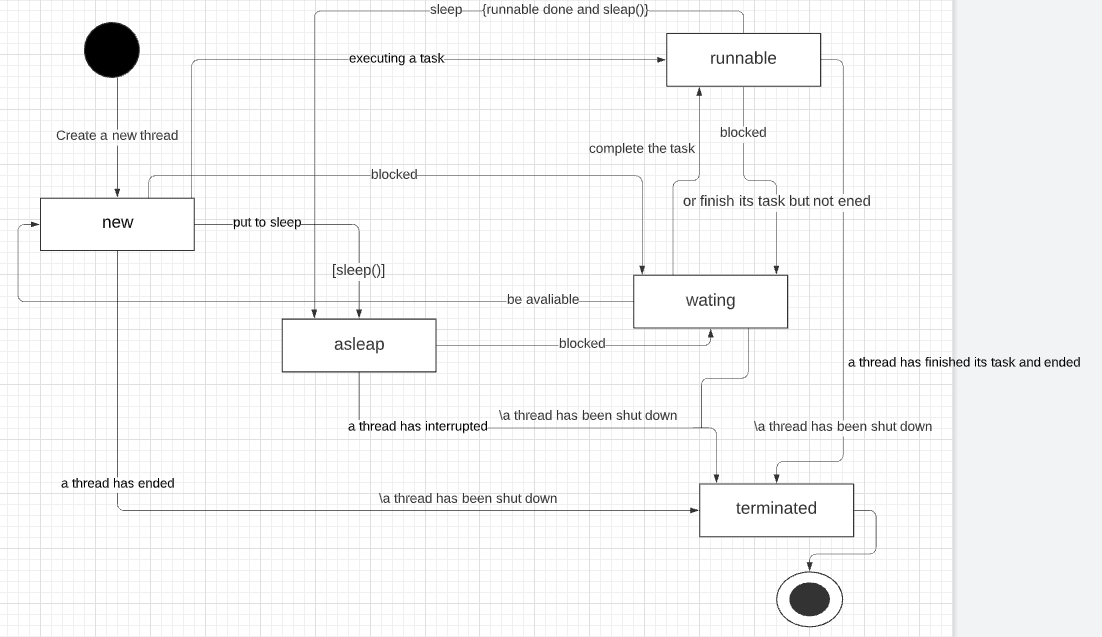 sleep
{runnable done and sleap()}
executing a task
runnable
Create a new thread
blocked
complete the task
blocked
or finish its task but not ened
new
put to sleep
[sleep()]
be avaliable
wating
asleap
blocked
a thread has finished its task and ended
\a thread has been shut down
a thread has interrupted
\a thread has been shut down
a thread has ended
\a thread has been shut down
terminated